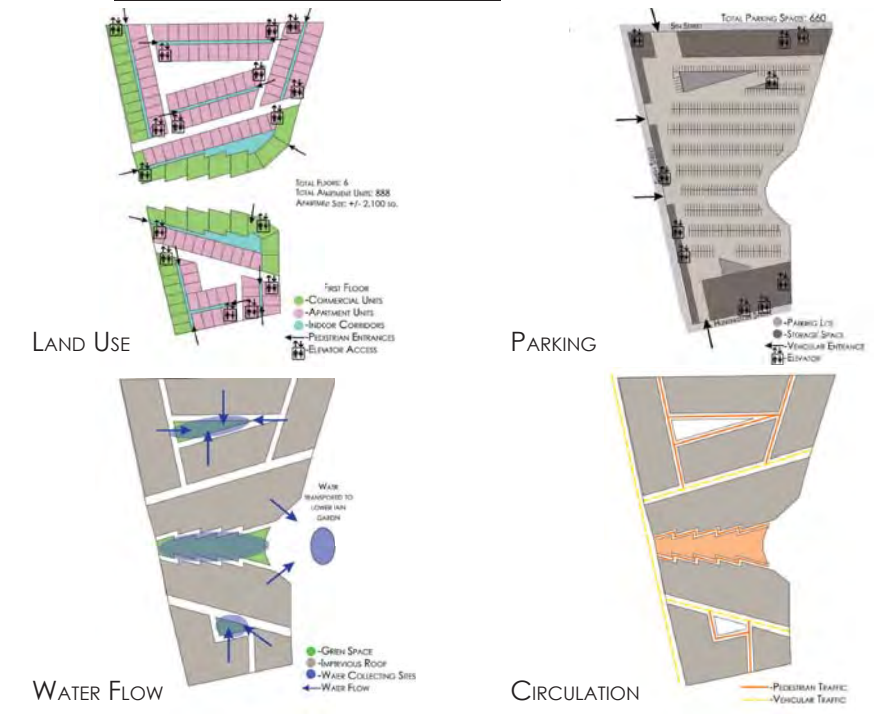 Total Floors: 6
Total Apartment Units: 888
Apartment Size: +/- 2,100 sq.
First Floor
-Commercial Units
-Apartment Units
-Indoor Corridors
-Pedestrian Entrances
-Elevator Access
Land Use
Total Parking Spaces: 660
5th Street
-Parking Lots
-Storage/Space
-Vehicular Entrance
-Elevator
Parking
Water
transported to
lower
garden
-Green Space
-Impervious Roof
-Water Collecting Sites
-Water Flow
Water Flow
-Pedestrian Traffic
-Vehicular Traffic
Circulation